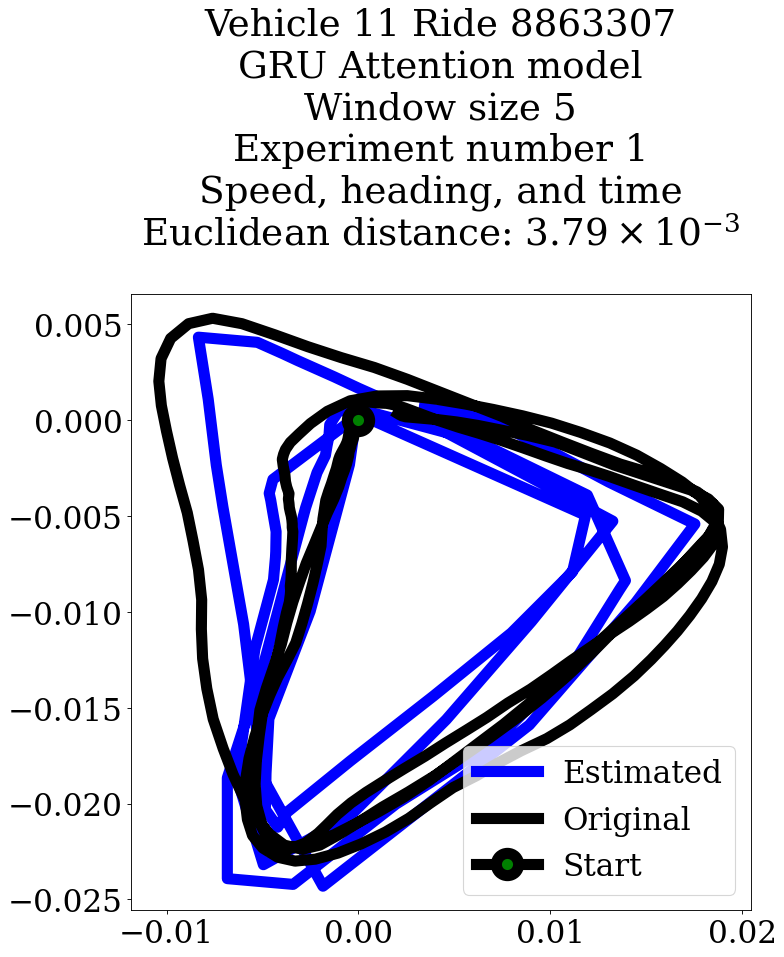 Vehicle 11 Ride 8863307
GRU Attention model
Window size 5
Experiment number 1
Speed, heading, and time
Euclidean distance: 3.79 × 10⁻³
0.005
0.000
−0.005
−0.010
−0.015
−0.020
−0.025
Estimated
Original
Start
−0.01 0.00 0.01 0.02